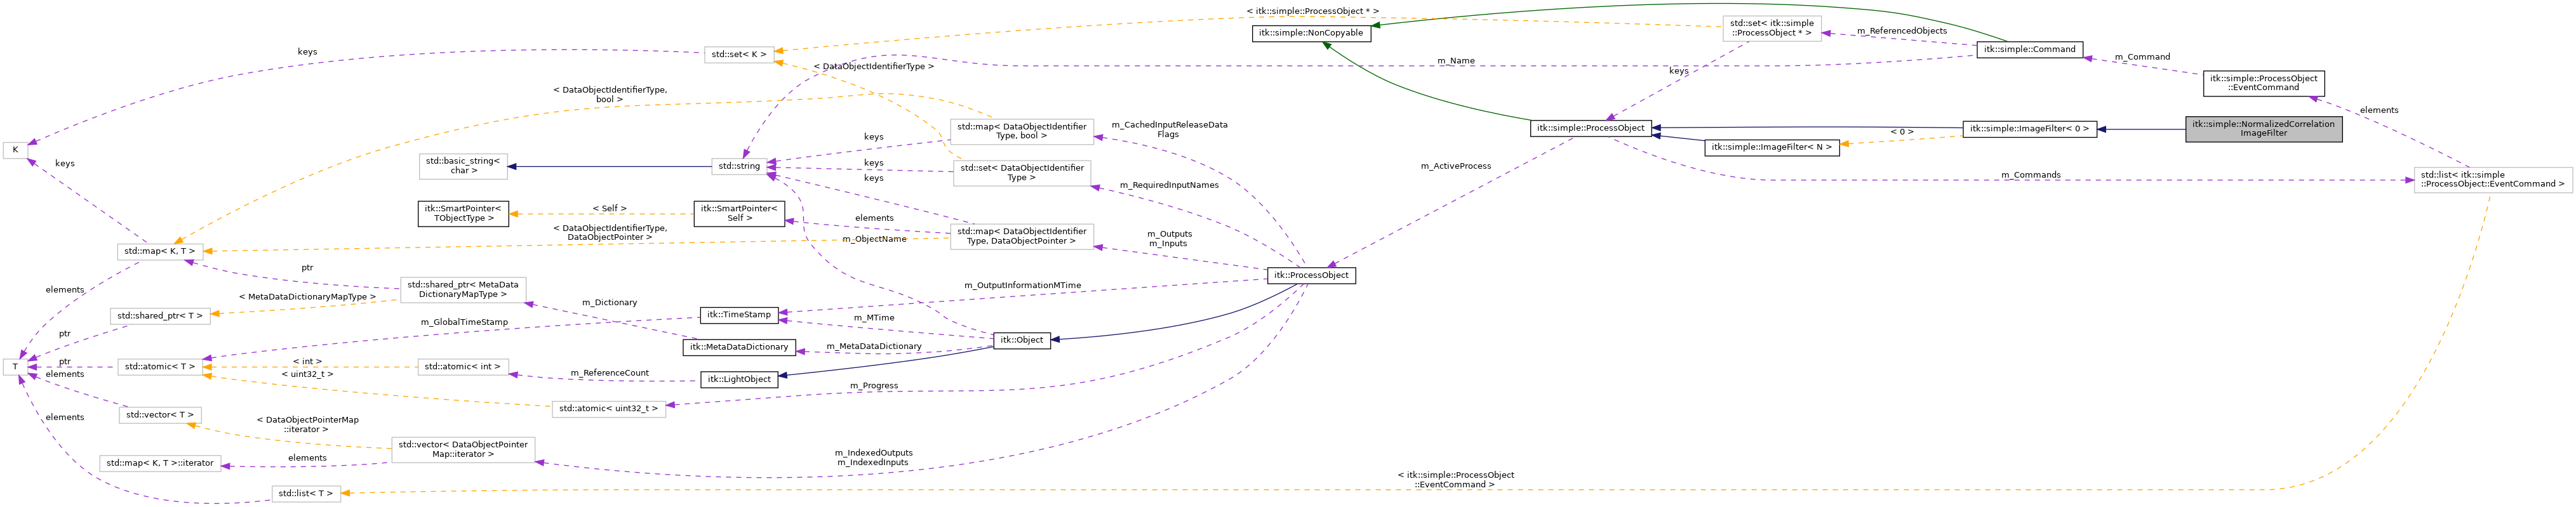 < itk::simple::ProcessObject * >
std::set< itk::simple
::ProcessObject * >
itk::simple::NonCopyable
m_ReferencedObjects
itk::simple::Command
keys
std::set< K >
m_Name
m_Command
< DataObjectIdentifierType >
keys
itk::simple::ProcessObject
::EventCommand
< DataObjectIdentifierType,
bool >
elements
std::map< DataObjectIdentifier
Type, bool >
m_CachedInputReleaseData
Flags
itk::simple::ProcessObject
< 0 >
itk::simple::ImageFilter< 0 >
itk::simple::NormalizedCorrelation
ImageFilter
keys
K
itk::simple::ImageFilter< N >
keys
std::basic_string<
char >
std::string
keys
std::set< DataObjectIdentifier
Type >
m_ActiveProcess
m_Commands
std::list< itk::simple
::ProcessObject::EventCommand >
keys
m_RequiredInputNames
itk::SmartPointer<
TObjectType >
< Self >
itk::SmartPointer<
Self >
elements
< DataObjectIdentifierType,
DataObjectPointer >
m_ObjectName
std::map< DataObjectIdentifier
Type, DataObjectPointer >
m_Outputs
m_Inputs
std::map< K, T >
ptr
itk::ProcessObject
elements
std::shared_ptr< MetaData
DictionaryMapType >
m_OutputInformationMTime
< MetaDataDictionaryMapType >
m_Dictionary
std::shared_ptr< T >
m_GlobalTimeStamp
itk::TimeStamp
m_MTime
ptr
itk::MetaDataDictionary
m_MetaDataDictionary
itk::Object
T
ptr
std::atomic< T >
< int >
std::atomic< int >
elements
< uint32_t >
m_ReferenceCount
itk::LightObject
m_Progress
std::atomic< uint32_t >
elements
std::vector< T >
< DataObjectPointerMap
::iterator >
std::vector< DataObjectPointer
Map::iterator >
m_IndexedOutputs
m_IndexedInputs
std::map< K, T >::iterator
elements
< itk::simple::ProcessObject
::EventCommand >
std::list< T >